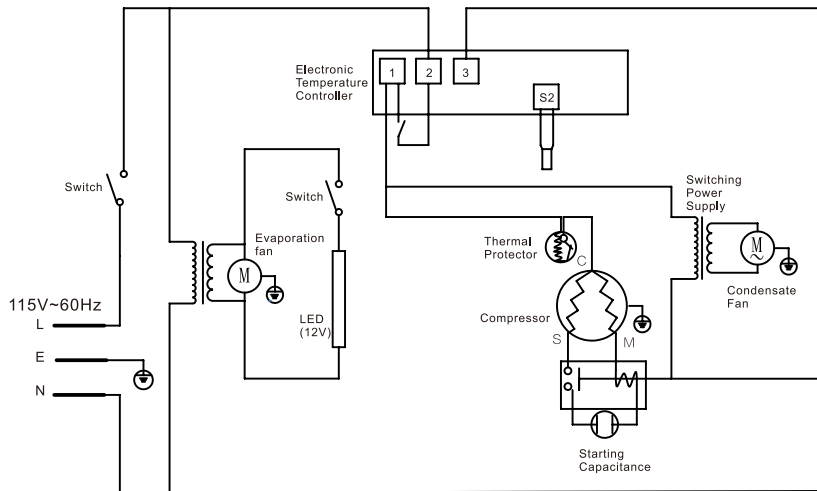 Electronic
Temperature
Controller
1
2
3
S2
Switch
Switch
Evaporation
fan
M
LED
(12V)
115V~60Hz
L
E
N
Thermal
Protector
C
Compressor
S
M
Switching
Power
Supply
M
~
Condensate
Fan
Starting
Capacitance